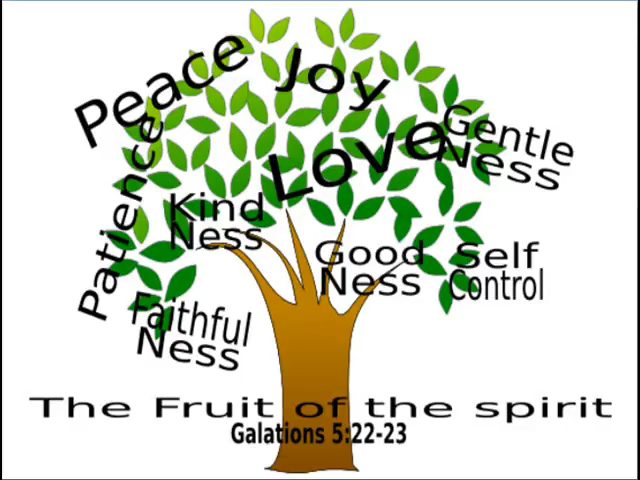 Peace
Joy
Love
Gentle
Ness
Patience
Kind
Ness
Good
Ness
Self
Control
Faithful
Ness
The Fruit of the spirit
Galations 5:22-23